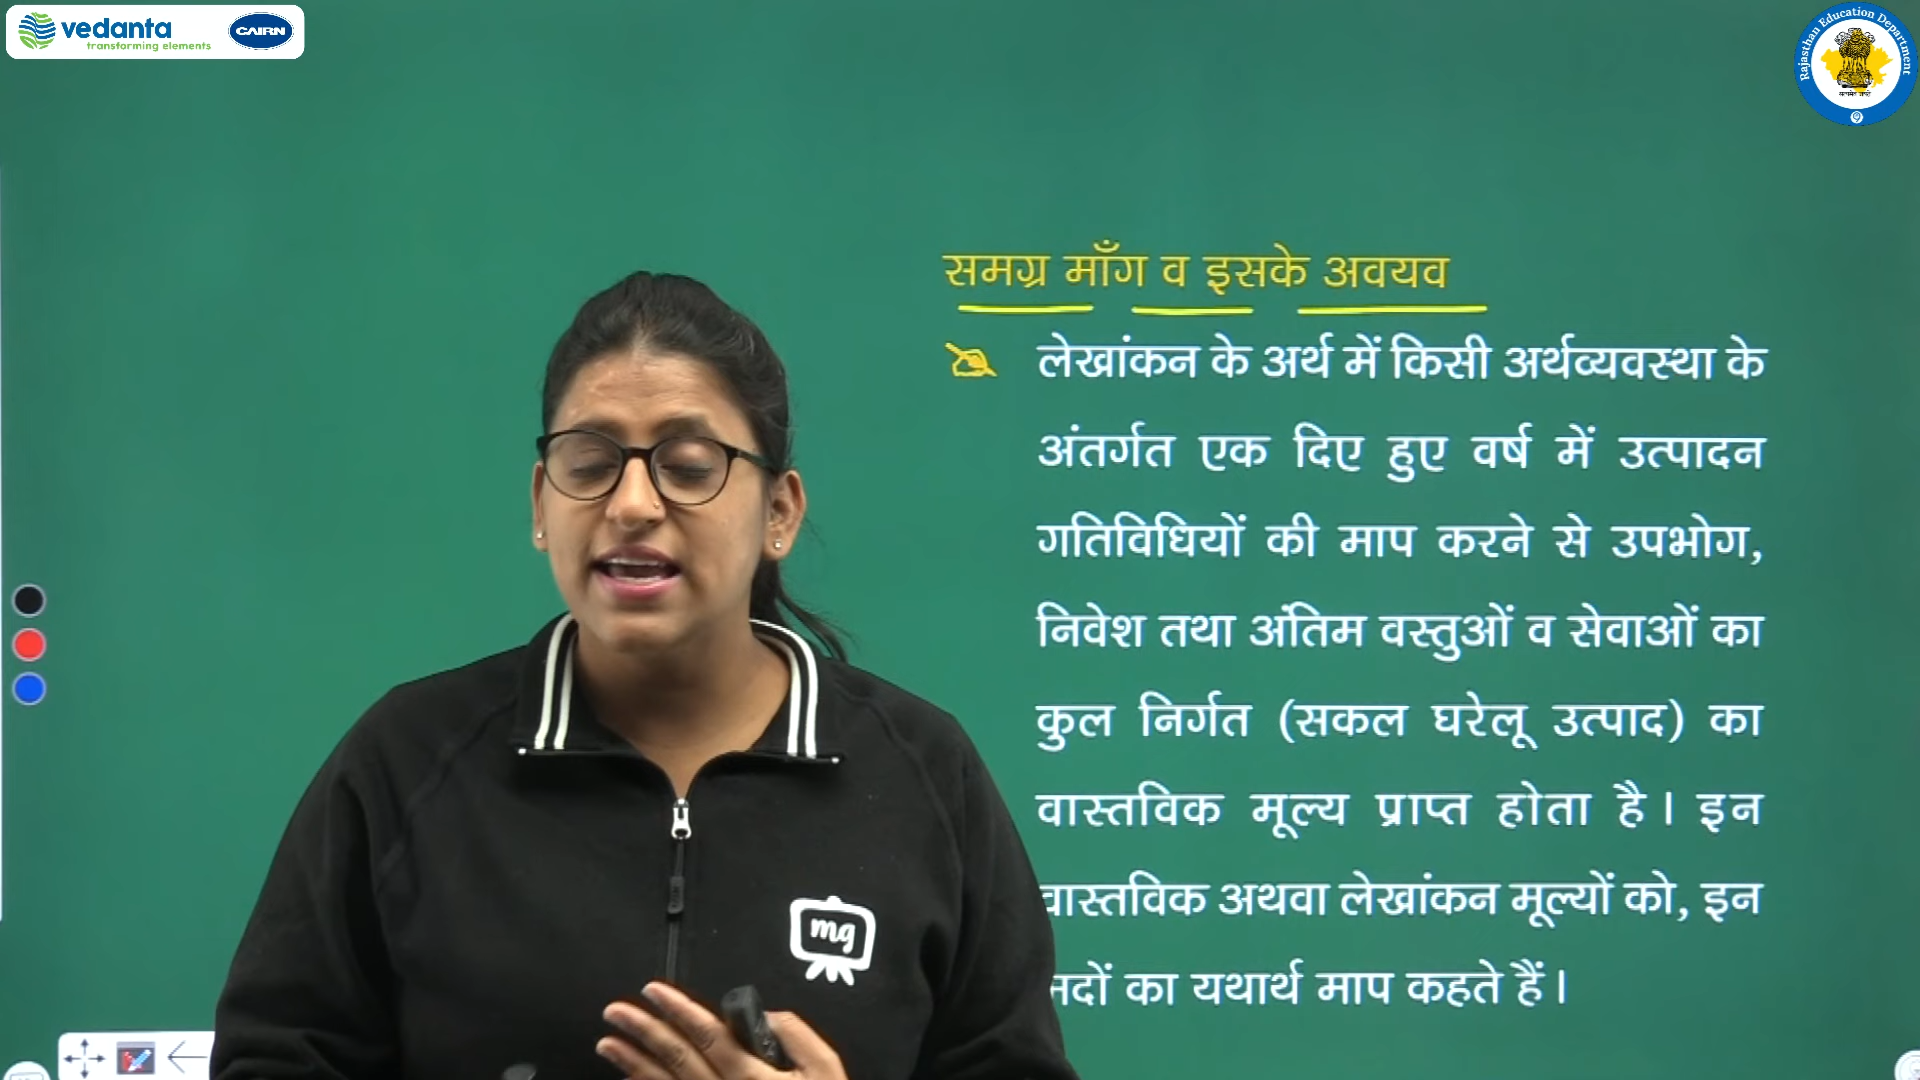 vedanta
transforming elements
CAIRN
Rajasthan Education Department
समग्र माँग व इसके अवयव
लेखांकन के अर्थ में किसी अर्थव्यवस्था के
अंतर्गत एक दिए हुए वर्ष में उत्पादन
गतिविधियों की माप करने से उपभोग,
निवेश तथा अंतिम वस्तुओं व सेवाओं का
कुल निर्गत (सकल घरेलू उत्पाद) का
वास्तविक मूल्य प्राप्त होता है। इन
वास्तविक अथवा लेखांकन मूल्यों को, इन
मदों का यथार्थ माप कहते हैं।
mg